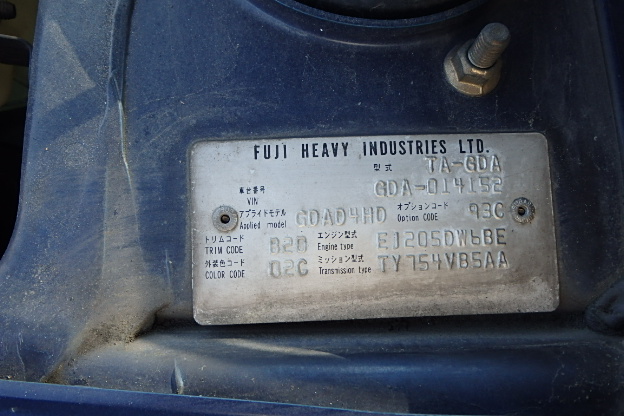 FUJI HEAVY INDUSTRIES LTD.
型式 TA-GDA
車台番号 VIN GDA-014152
アプライドモデル Applied model GDAD4HD オプションコード Option CODE 93C
トリムコード TRIM CODE B20 エンジン型式 Engine type EJ205DW6BE
外装色コード COLOR CODE 02C ミッション型式 Transmission type TY754VB5AA